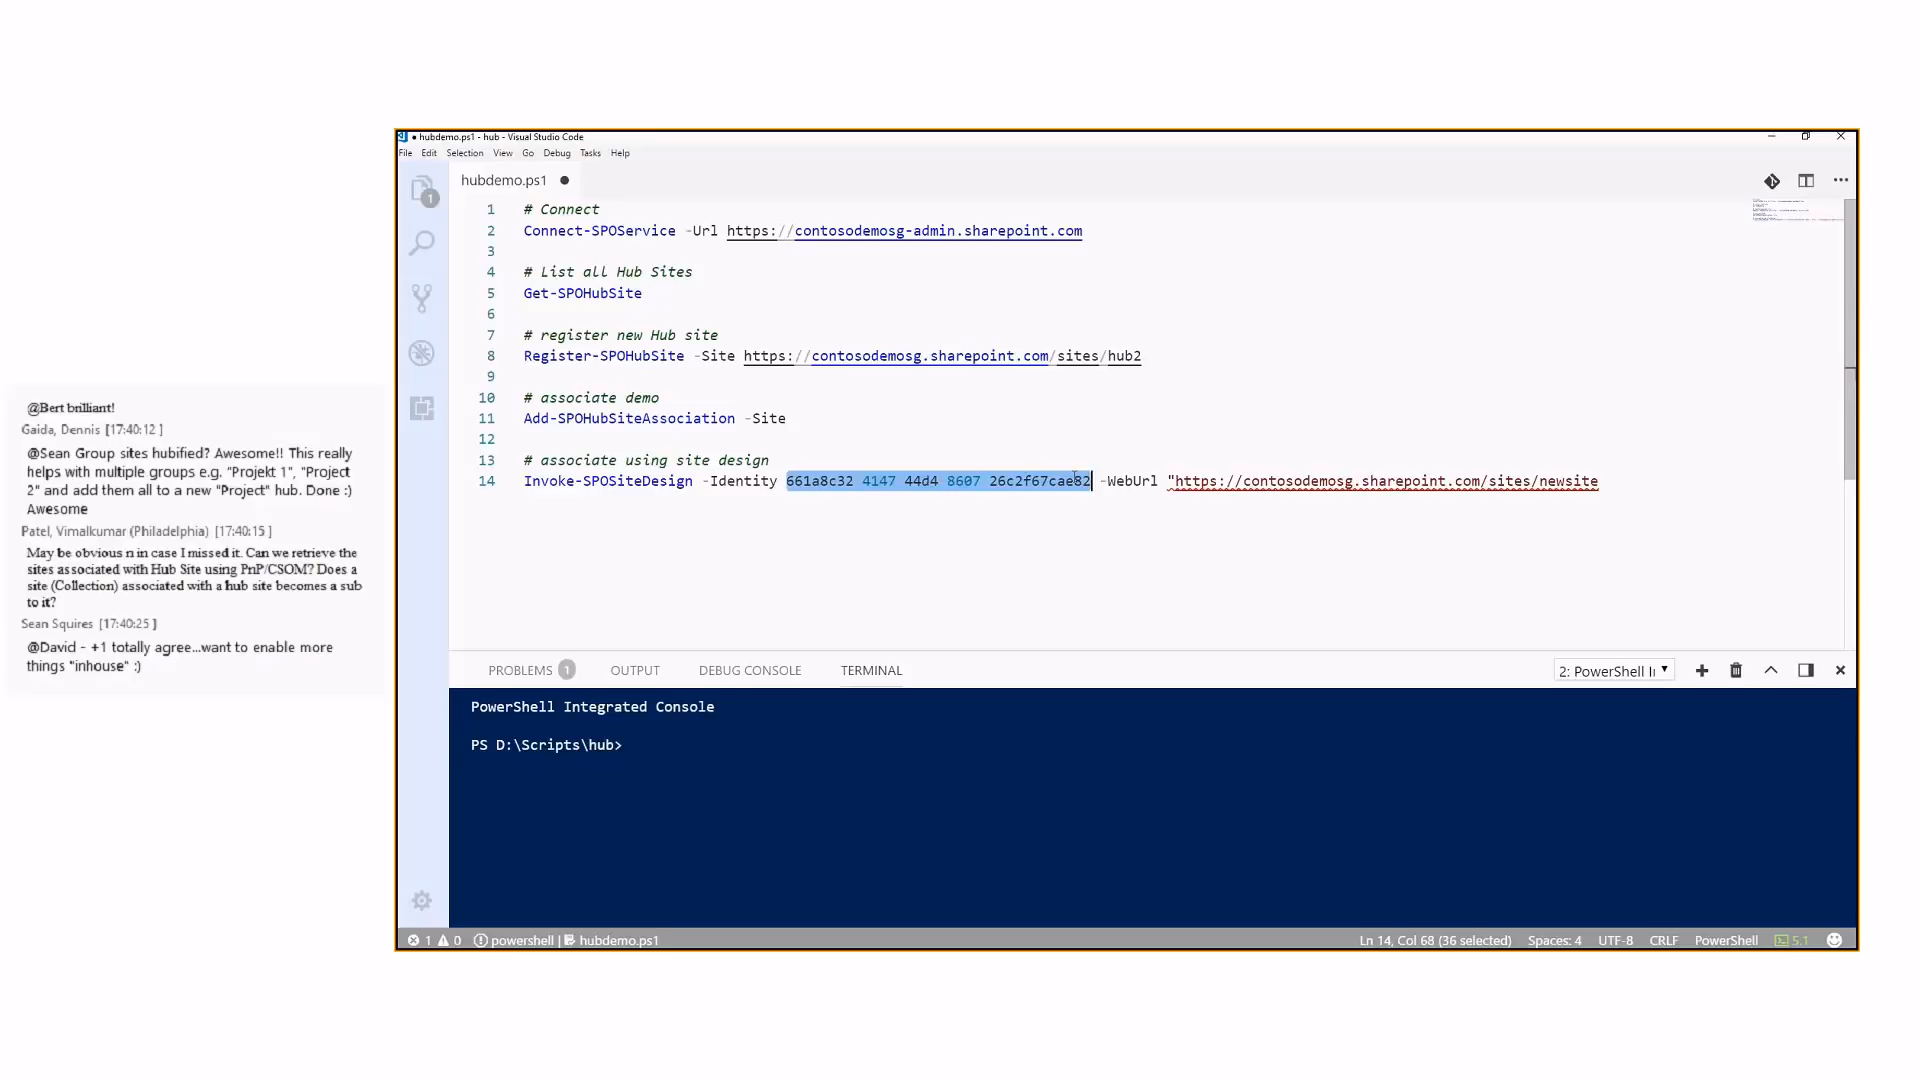 @Bert brilliant!
Gaida, Dennis [17:40:12 ]
@Sean Group sites hubified? Awesome!! This really
helps with multiple groups e.g. "Projekt 1", "Project
2" and add them all to a new "Project" hub. Done :)
Awesome
Patel, Vimalkumar (Philadelphia) [17:40:15 ]
May be obvious n in case I missed it. Can we retrieve the
sites associated with Hub Site using PnP/CSOM? Does a
site (Collection) associated with a hub site becomes a sub
to it?
Sean Squires [17:40:25 ]
@David - +1 totally agree...want to enable more
things "inhouse" :)
• hubdemo.ps1 - hub - Visual Studio Code
File Edit Selection View Go Debug Tasks Help
1
hubdemo.ps1 ●
1 # Connect
2 Connect-SPOService -Url https://contosodemosg-admin.sharepoint.com
3
4 # List all Hub Sites
5 Get-SPOHubSite
6
7 # register new Hub site
8 Register-SPOHubSite -Site https://contosodemosg.sharepoint.com/sites/hub2
9
10 # associate demo
11 Add-SPOHubSiteAssociation -Site
12
13 # associate using site design
14 Invoke-SPOSiteDesign -Identity 661a8c32 4147 44d4 8607 26c2f67cae82 -WebUrl "https://contosodemosg.sharepoint.com/sites/newsite
PROBLEMS 1 OUTPUT DEBUG CONSOLE TERMINAL 2: PowerShell I
PowerShell Integrated Console
PS D:\Scripts\hub>
1 0 powershell | hubdemo.ps1 Ln 14, Col 68 (36 selected) Spaces: 4 UTF-8 CRLF PowerShell 5.1